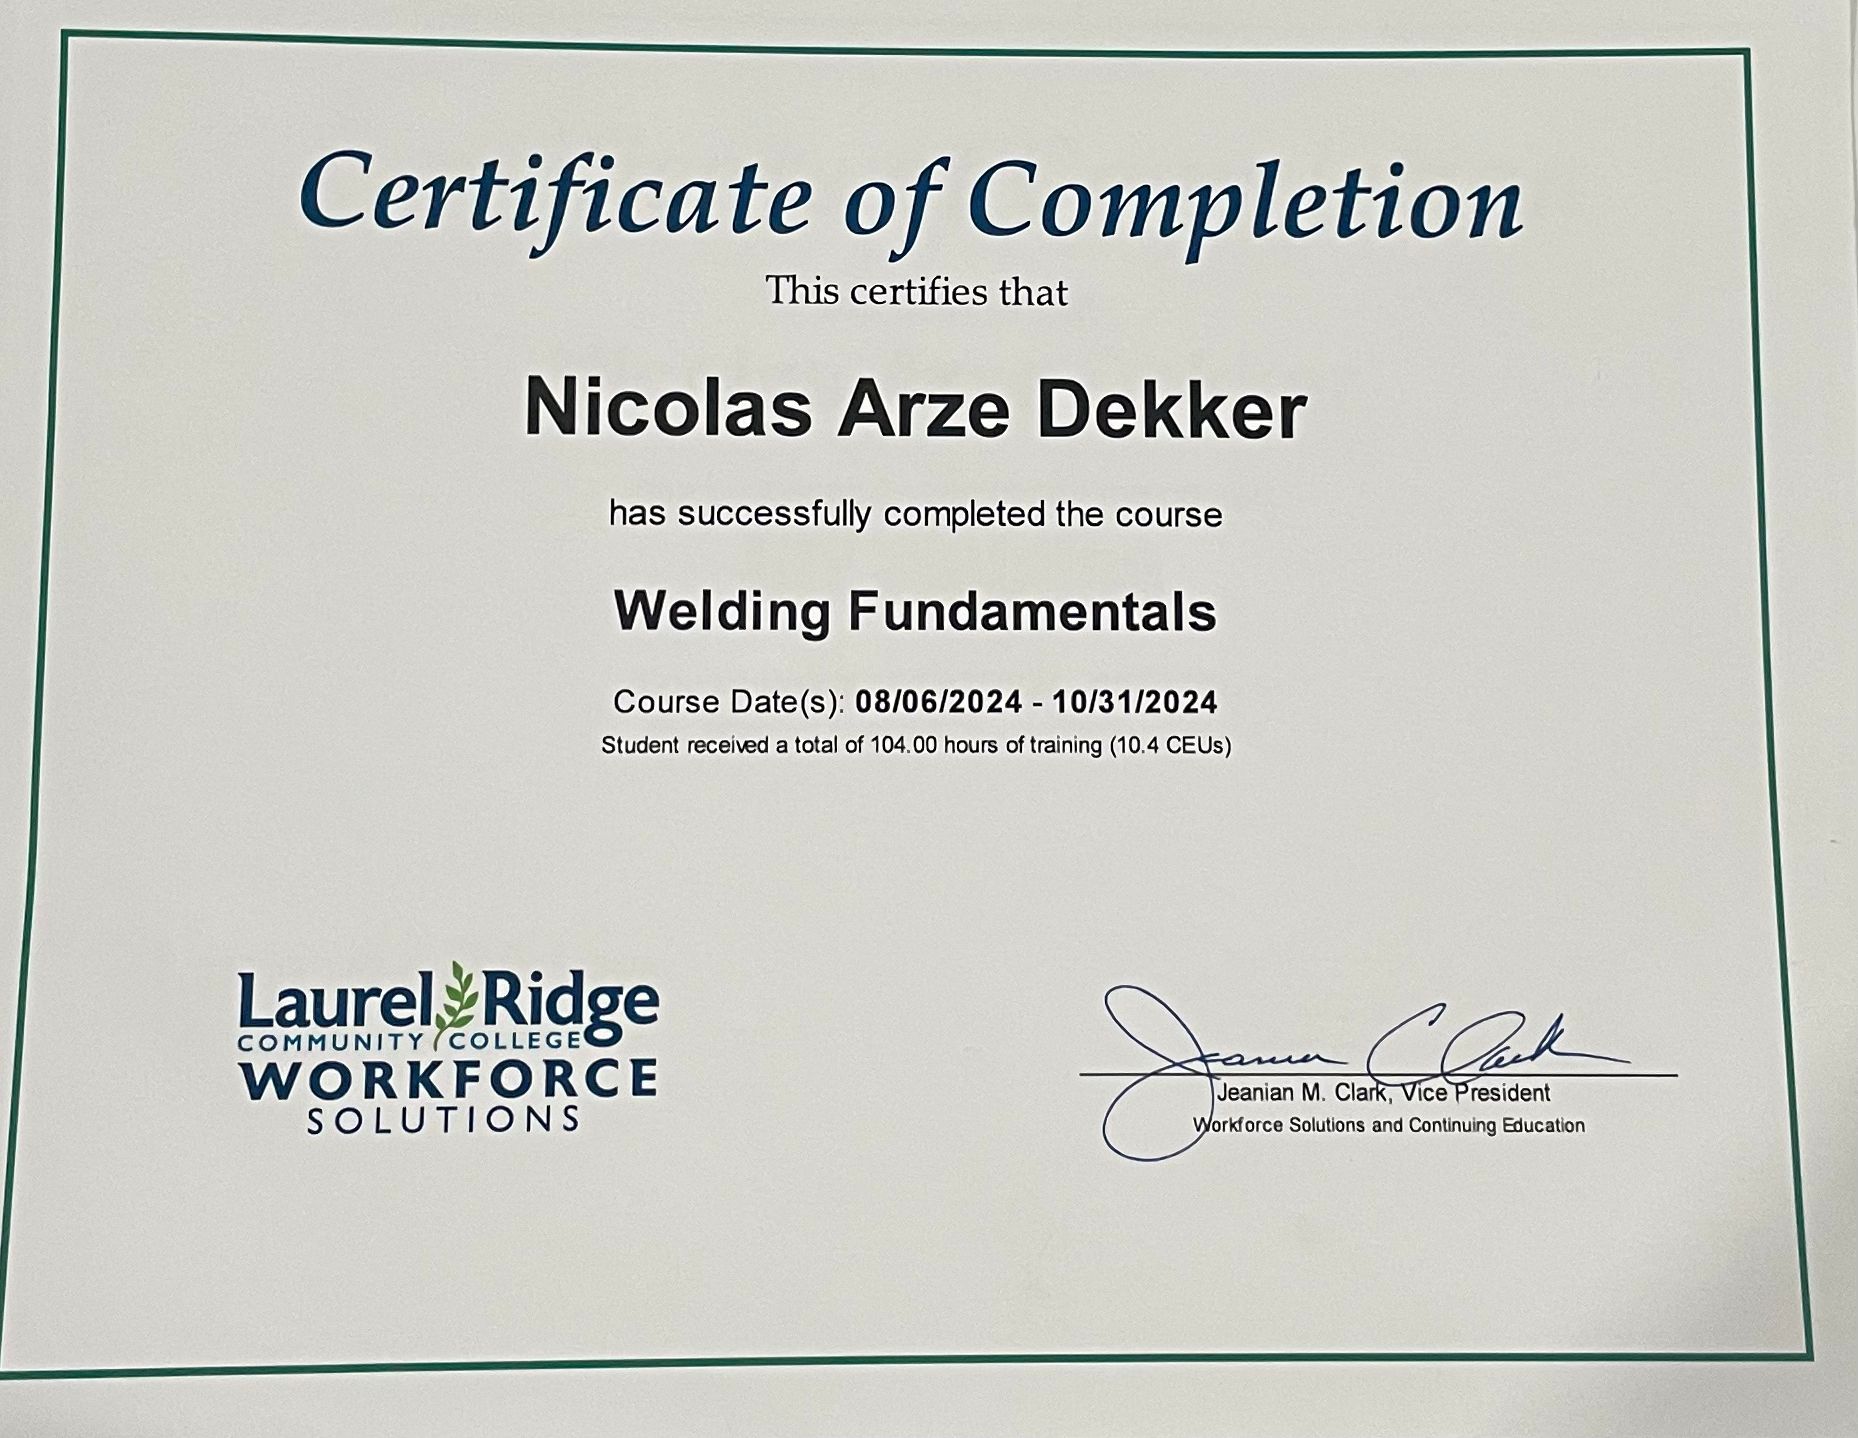 Certificate of Completion
This certifies that
Nicolas Arze Dekker
has successfully completed the course
Welding Fundamentals
Course Date(s): 08/06/2024 - 10/31/2024
Student received a total of 104.00 hours of training (10.4 CEUs)
Laurel Ridge
COMMUNITY COLLEGE
WORKFORCE
SOLUTIONS
Jeanian M. Clark, Vice President
Workforce Solutions and Continuing Education